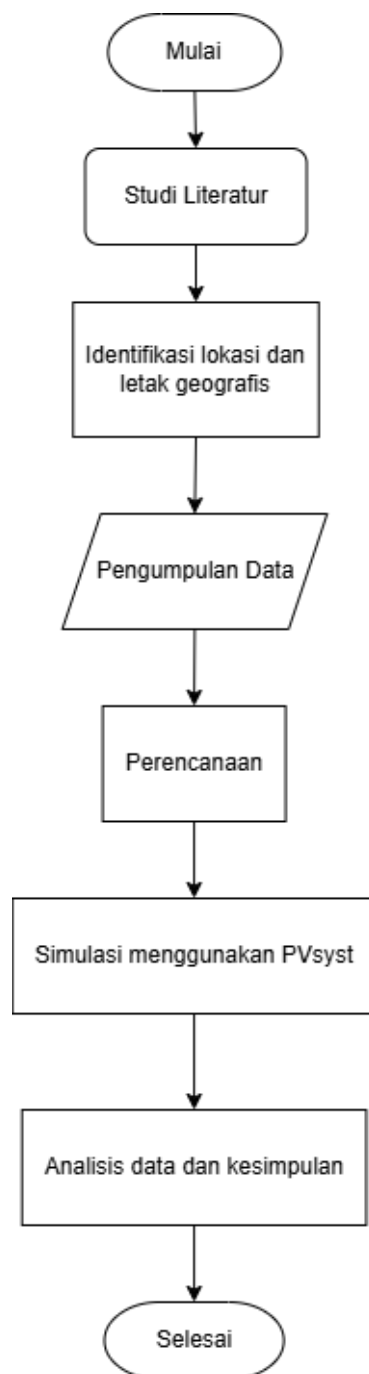 Mulai
Studi Literatur
Identifikasi lokasi dan
letak geografis
Pengumpulan Data
Perencanaan
Simulasi menggunakan PVsyst
Analisis data dan kesimpulan
Selesai